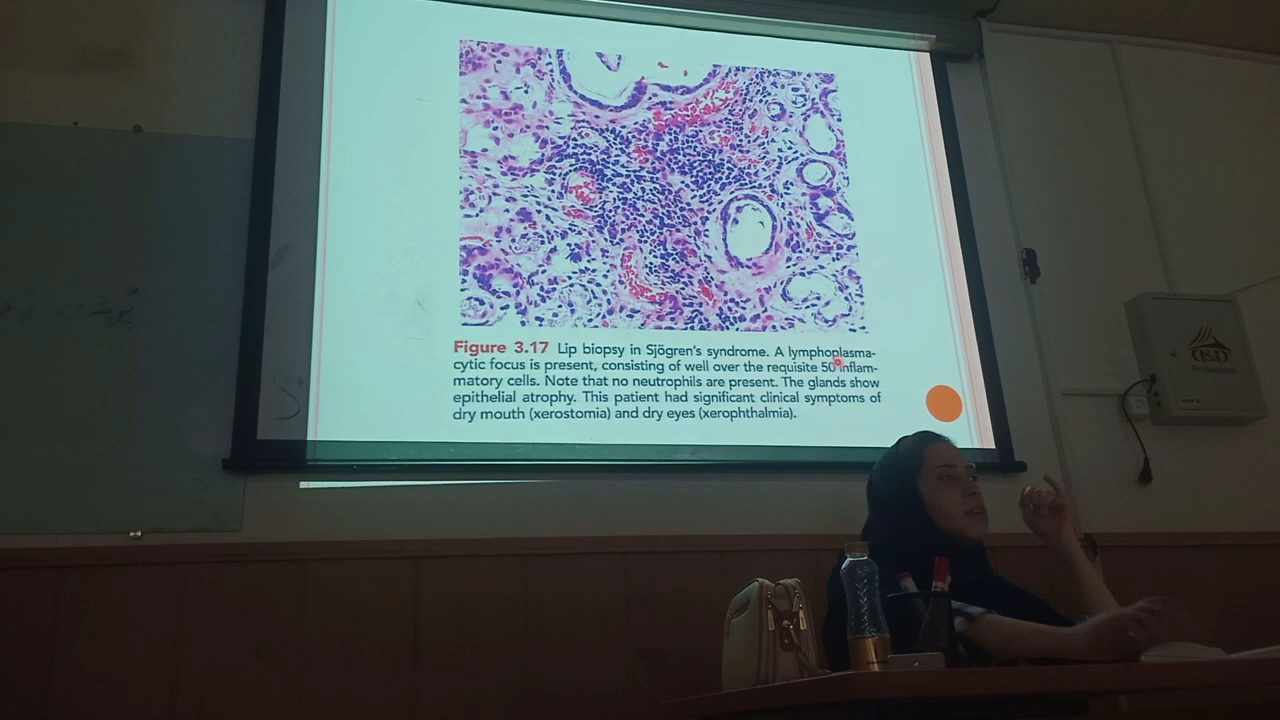 Figure 3.17 Lip biopsy in Sjögren's syndrome. A lymphoplasma-
cytic focus is present, consisting of well over the requisite 50 inflam-
matory cells. Note that no neutrophils are present. The glands show
epithelial atrophy. This patient had significant clinical symptoms of
dry mouth (xerostomia) and dry eyes (xerophthalmia).
Professional